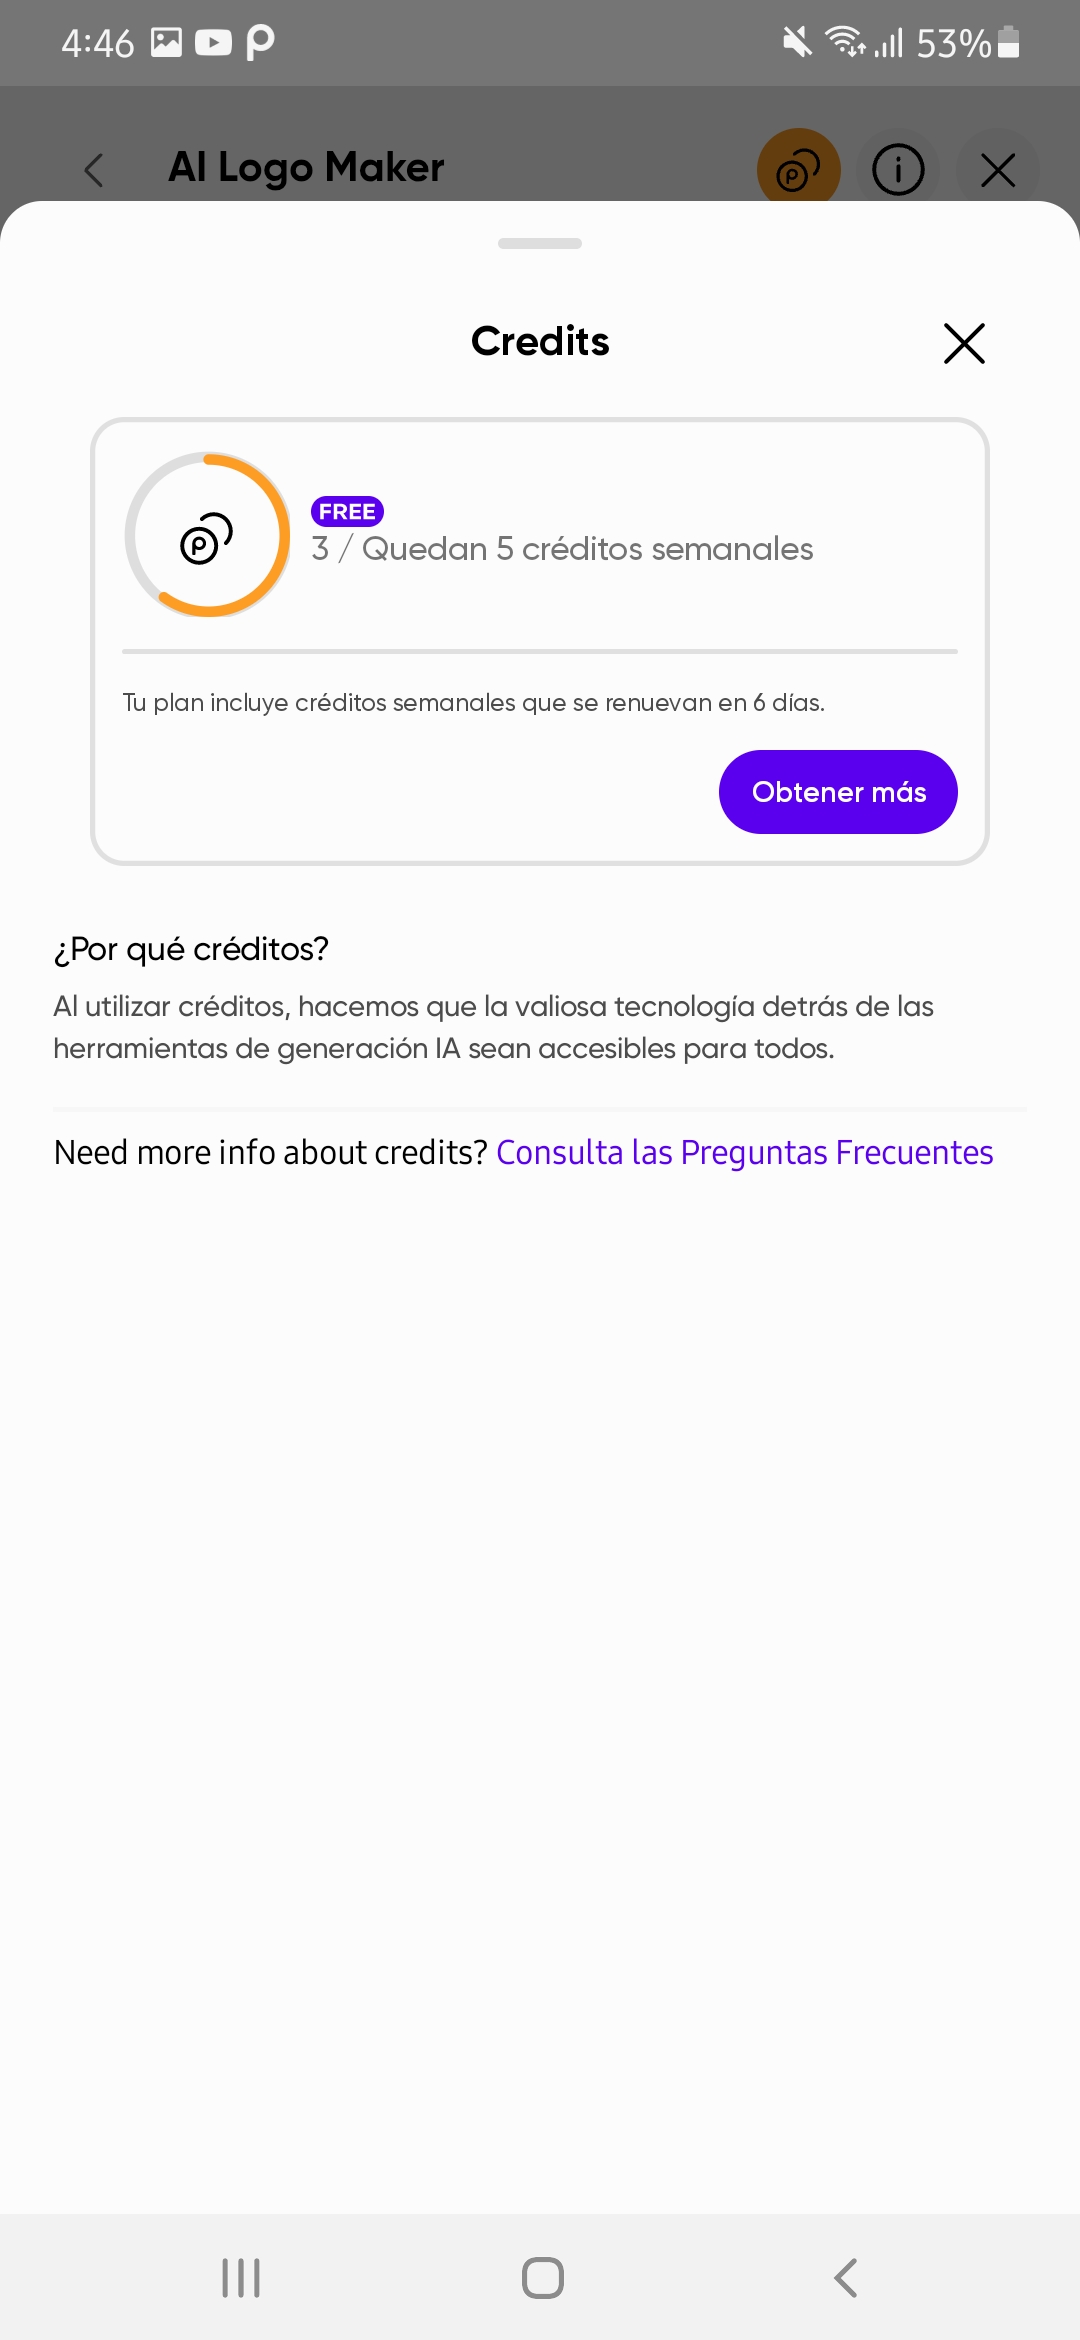 4:46
53%
AI Logo Maker
Credits
FREE
3 / Quedan 5 créditos semanales
Tu plan incluye créditos semanales que se renuevan en 6 días.
Obtener más
¿Por qué créditos?
Al utilizar créditos, hacemos que la valiosa tecnología detrás de las
herramientas de generación IA sean accesibles para todos.
Need more info about credits? Consulta las Preguntas Frecuentes